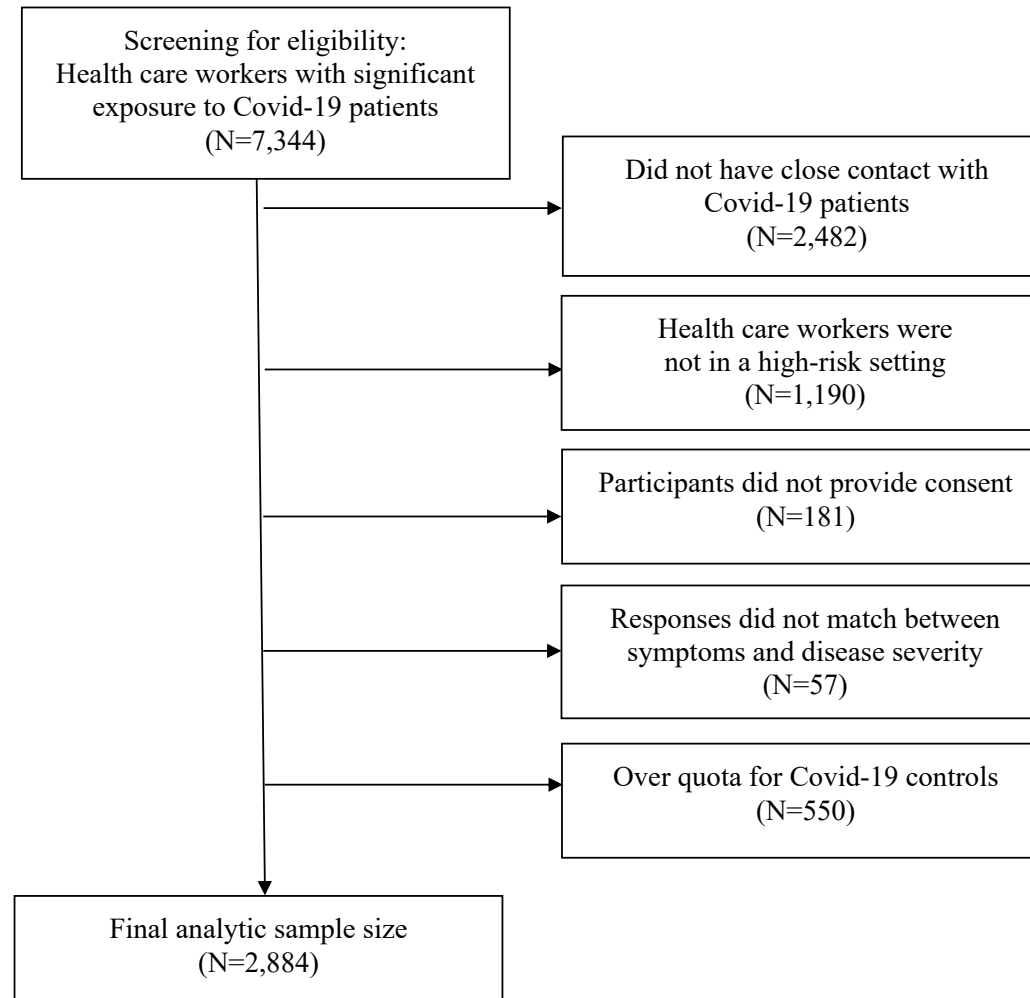 Screening for eligibility:
Health care workers with significant
exposure to Covid-19 patients
(N=7,344)
Did not have close contact with
Covid-19 patients
(N=2,482)
Health care workers were
not in a high-risk setting
(N=1,190)
Participants did not provide consent
(N=181)
Responses did not match between
symptoms and disease severity
(N=57)
Over quota for Covid-19 controls
(N=550)
Final analytic sample size
(N=2,884)